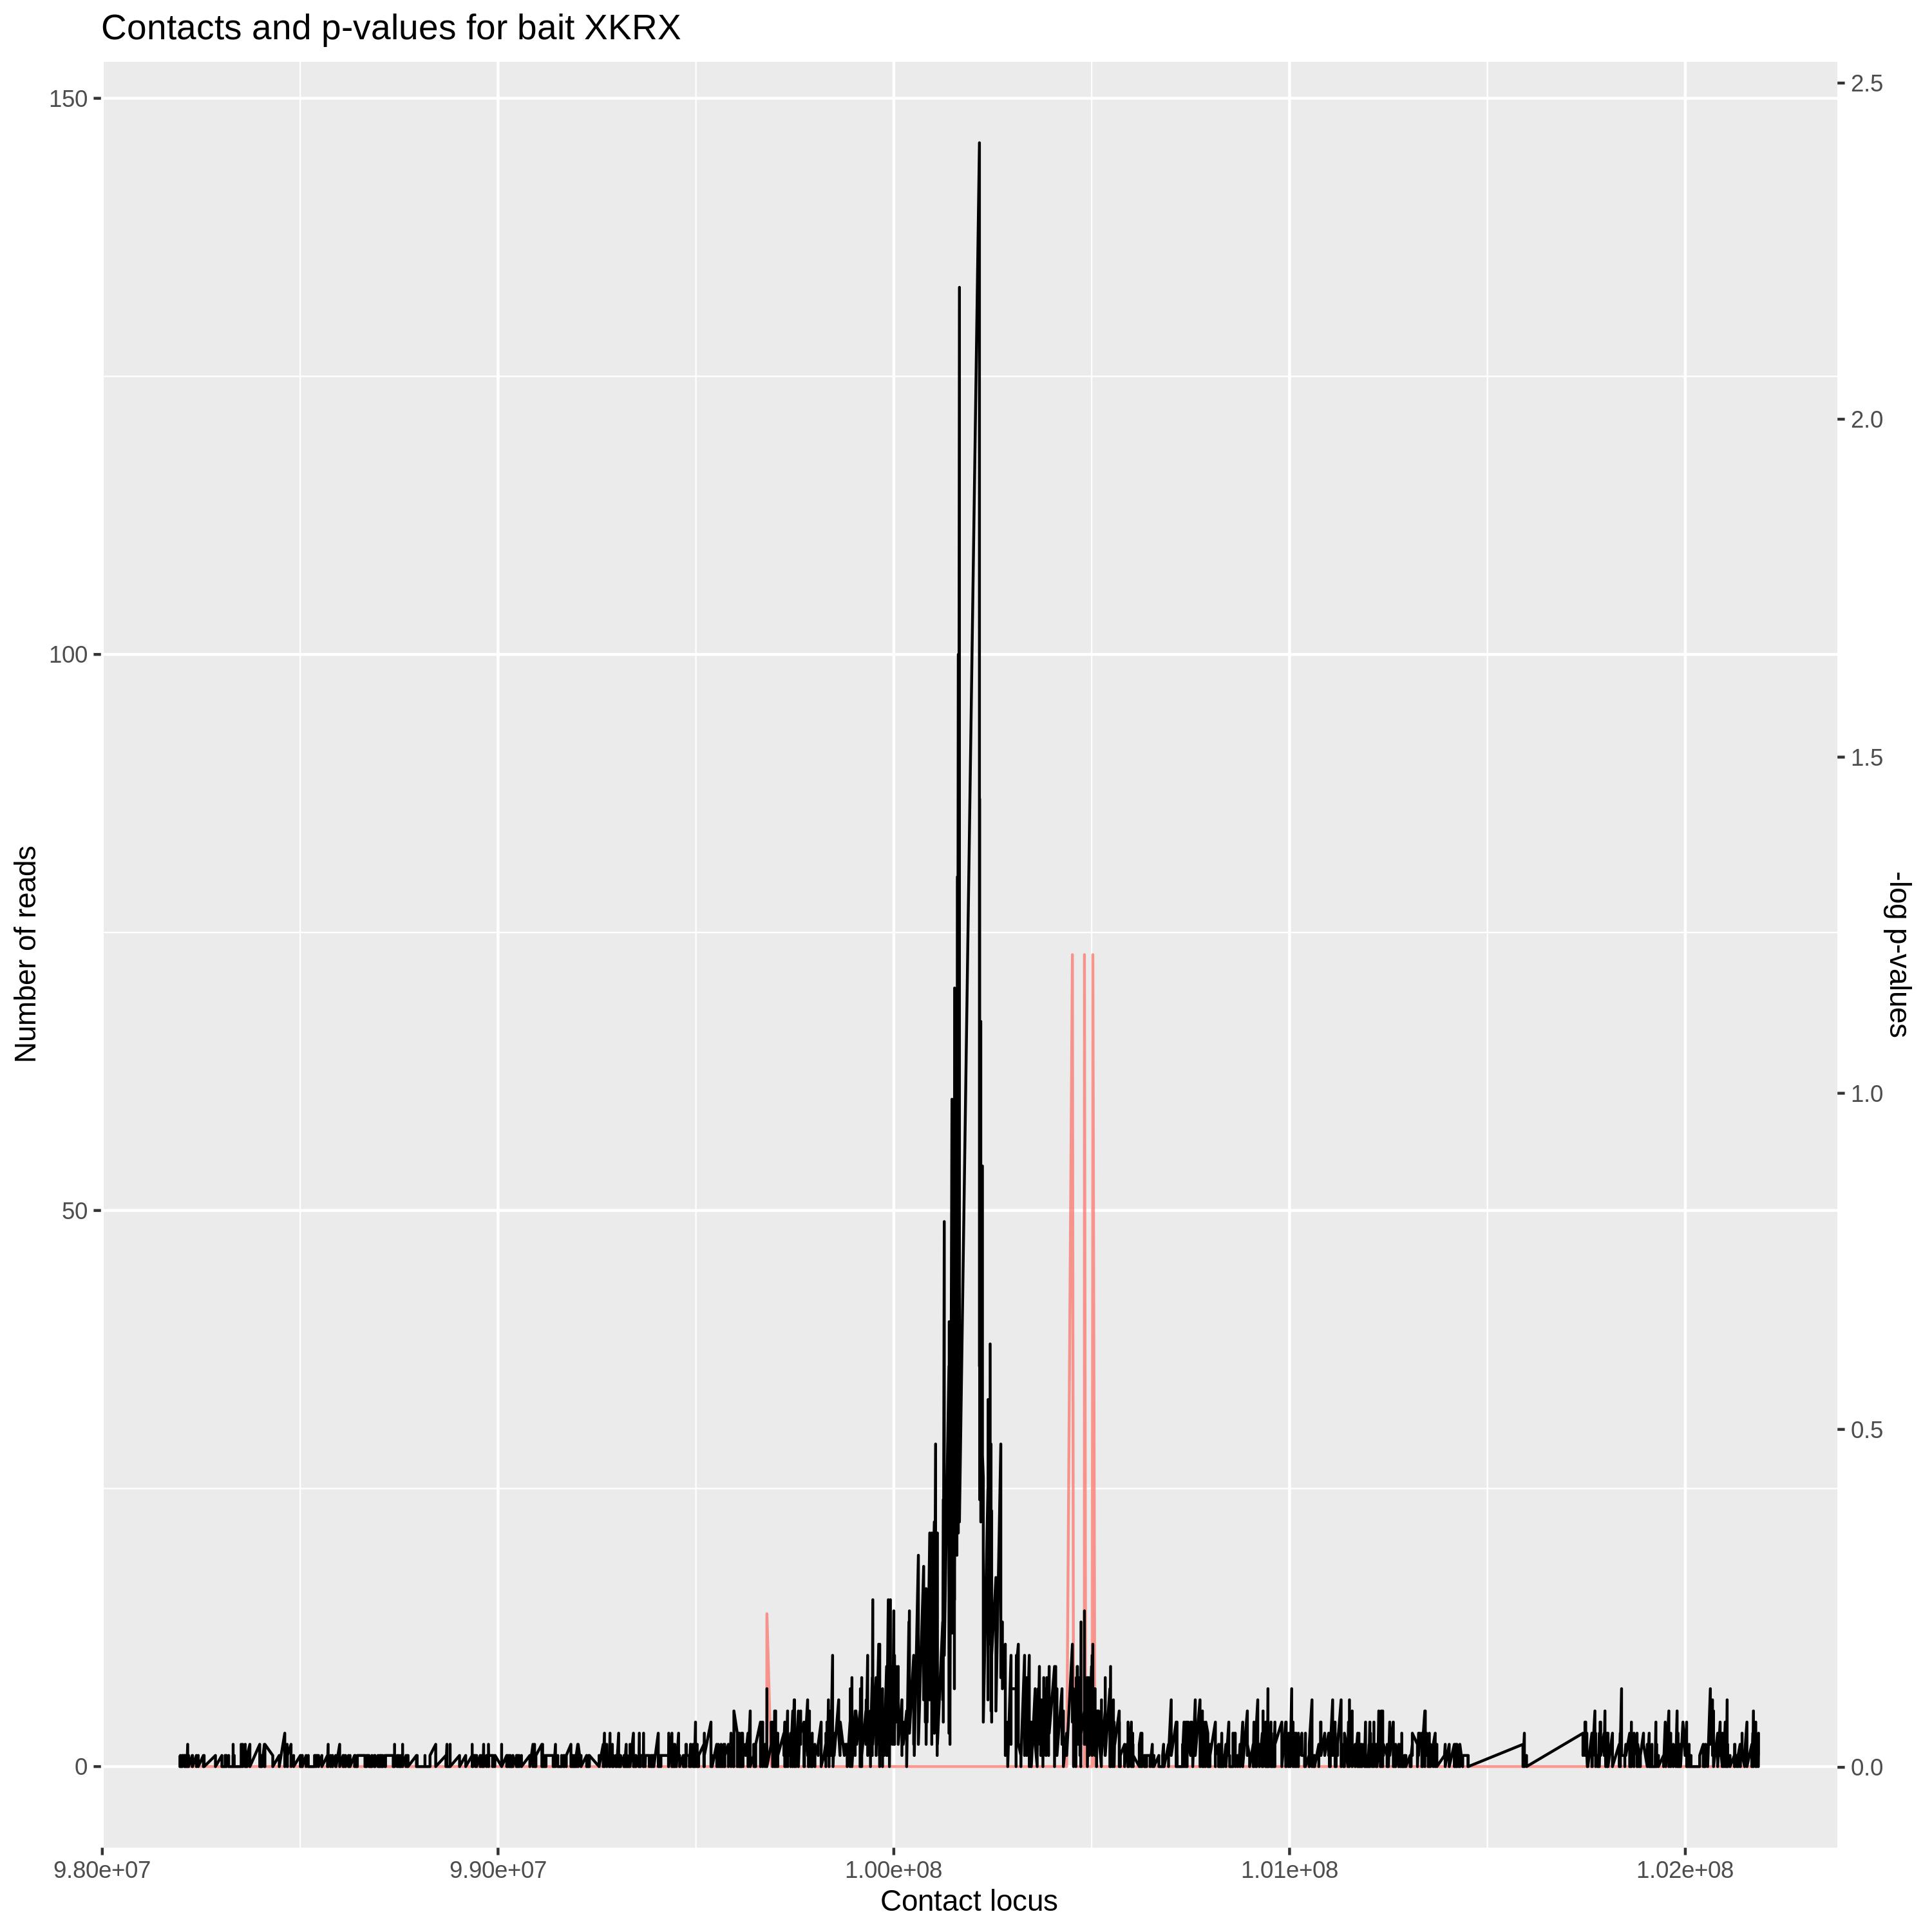 Contacts and p-values for bait XKRX
150
100
50
0
Number of reads
2.5
2.0
1.5
1.0
0.5
0.0
-log p-values
9.80e+07
9.90e+07
1.00e+08
1.01e+08
1.02e+08
Contact locus